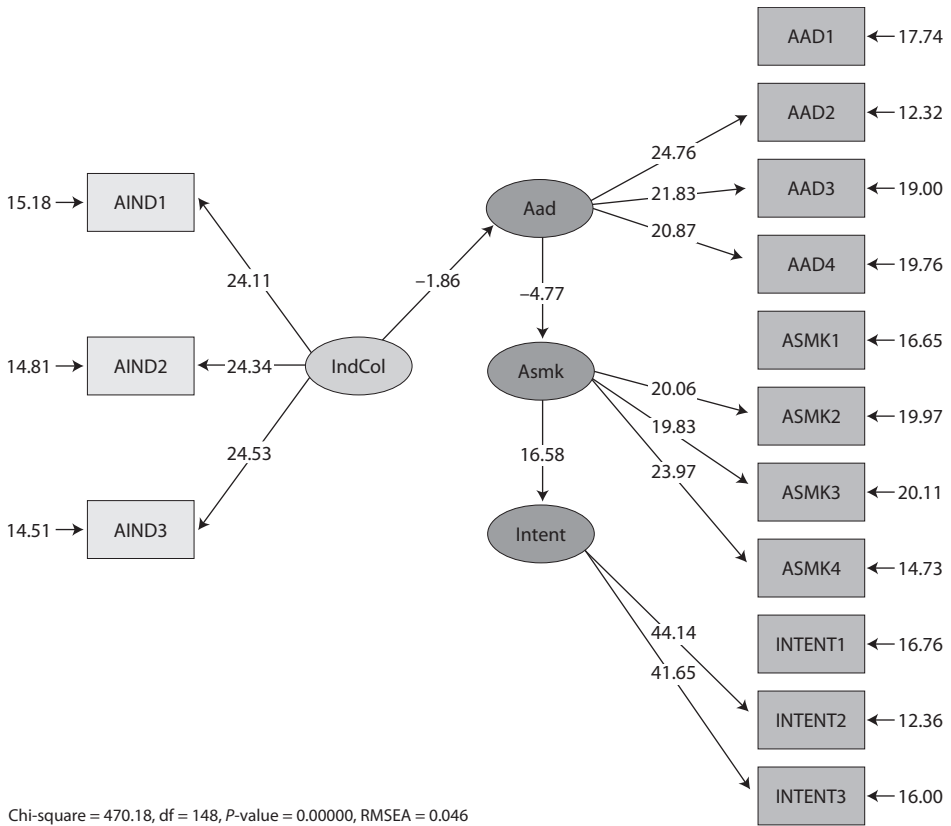 AAD1
17.74
AAD2
12.32
24.76
15.18
AIND1
Aad
21.83
AAD3
19.00
20.87
AAD4
19.76
24.11
–1.86
–4.77
ASMK1
16.65
14.81
AIND2
24.34
IndCol
Asmk
20.06
ASMK2
19.97
19.83
24.53
16.58
23.97
ASMK3
20.11
14.51
AIND3
Intent
ASMK4
14.73
44.14
INTENT1
16.76
41.65
INTENT2
12.36
INTENT3
16.00
Chi-square = 470.18, df = 148, P-value = 0.00000, RMSEA = 0.046